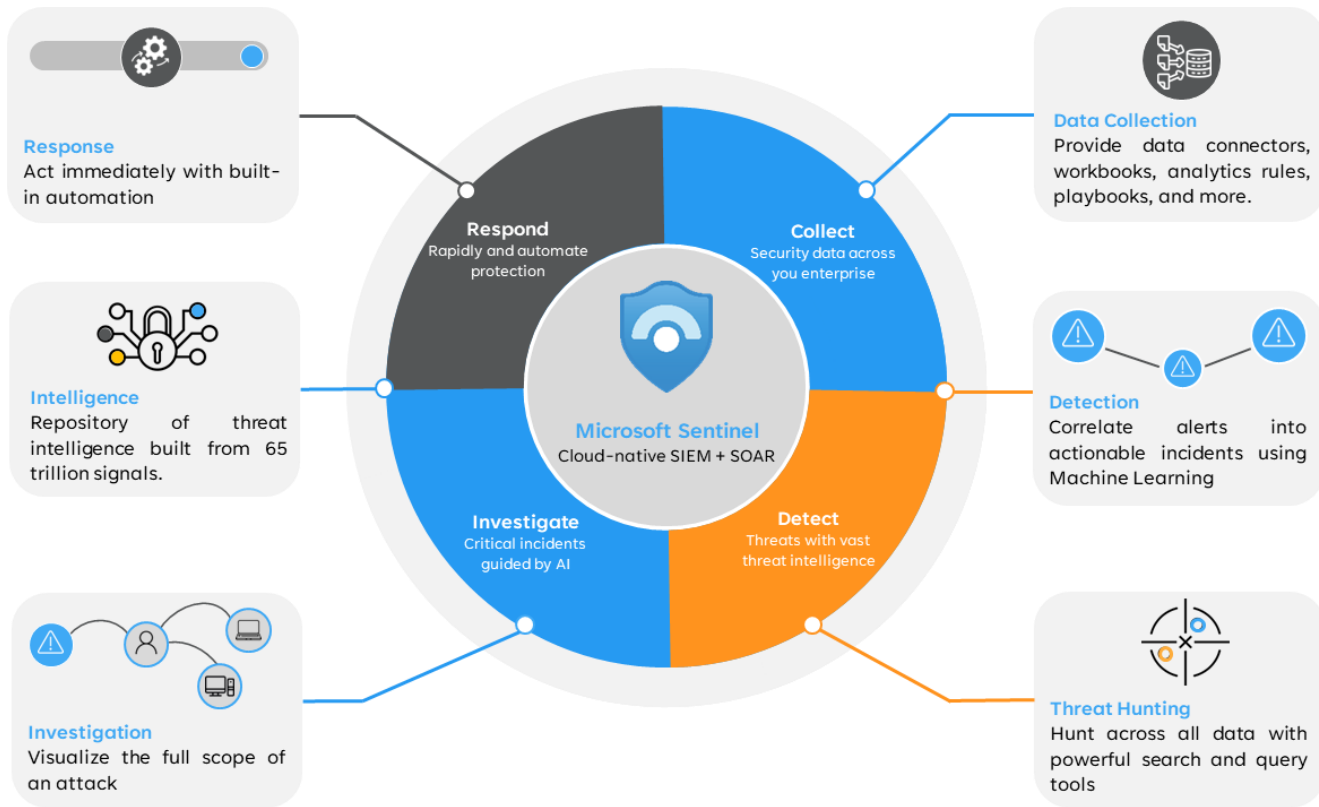 Response
Act immediately with built-
in automation
Intelligence
Repository of threat
intelligence built from 65
trillion signals.
Investigation
Visualize the full scope of
an attack
Respond
Rapidly and automate
protection
Collect
Security data across
you enterprise
Microsoft Sentinel
Cloud-native SIEM + SOAR
Investigate
Critical incidents
guided by AI
Detect
Threats with vast
threat intelligence
Data Collection
Provide data connectors,
workbooks, analytics rules,
playbooks, and more.
Detection
Correlate alerts into
actionable incidents using
Machine Learning
Threat Hunting
Hunt across all data with
powerful search and query
tools